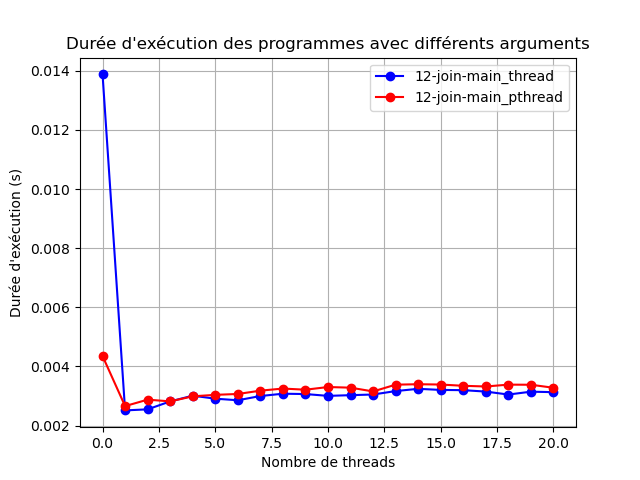 Durée d'exécution des programmes avec différents arguments
12-join-main_thread
12-join-main_pthread
Durée d'exécution (s)
0.014
0.012
0.010
0.008
0.006
0.004
0.002
0.0 2.5 5.0 7.5 10.0 12.5 15.0 17.5 20.0
Nombre de threads